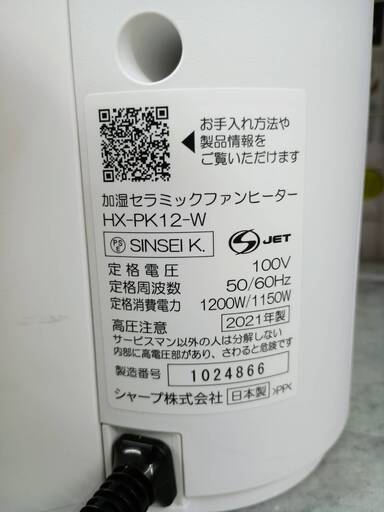 お手入れ方法や
製品情報を
ご覧いただけます
加湿セラミックファンヒーター
HX-PK12-W
PSE SINSEI K. S JET
定格電圧 100V
定格周波数 50/60Hz
定格消費電力 1200W/1150W
高圧注意 2021年製
サービスマン以外の人は分解しない
内部に高電圧部があり、さわると危険です
製造番号 1024866
シャープ株式会社 日本製 >PP<